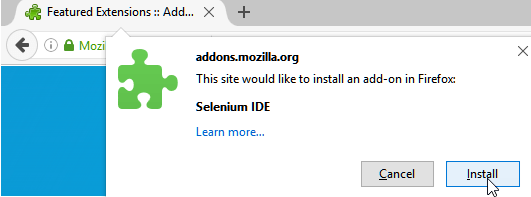 Featured Extensions :: Add...
Mozi
addons.mozilla.org
This site would like to install an add-on in Firefox:
Selenium IDE
Learn more...
Cancel
Install